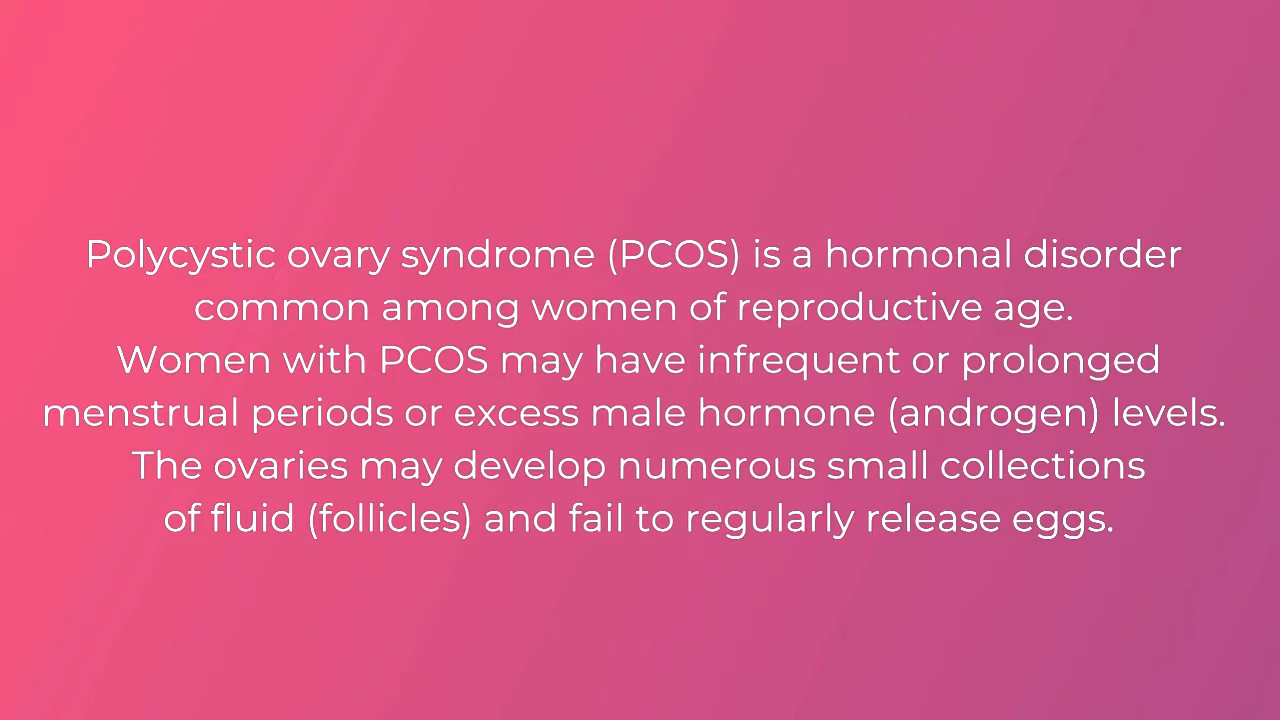 Polycystic ovary syndrome (PCOS) is a hormonal disorder
common among women of reproductive age.
Women with PCOS may have infrequent or prolonged
menstrual periods or excess male hormone (androgen) levels.
The ovaries may develop numerous small collections
of fluid (follicles) and fail to regularly release eggs.